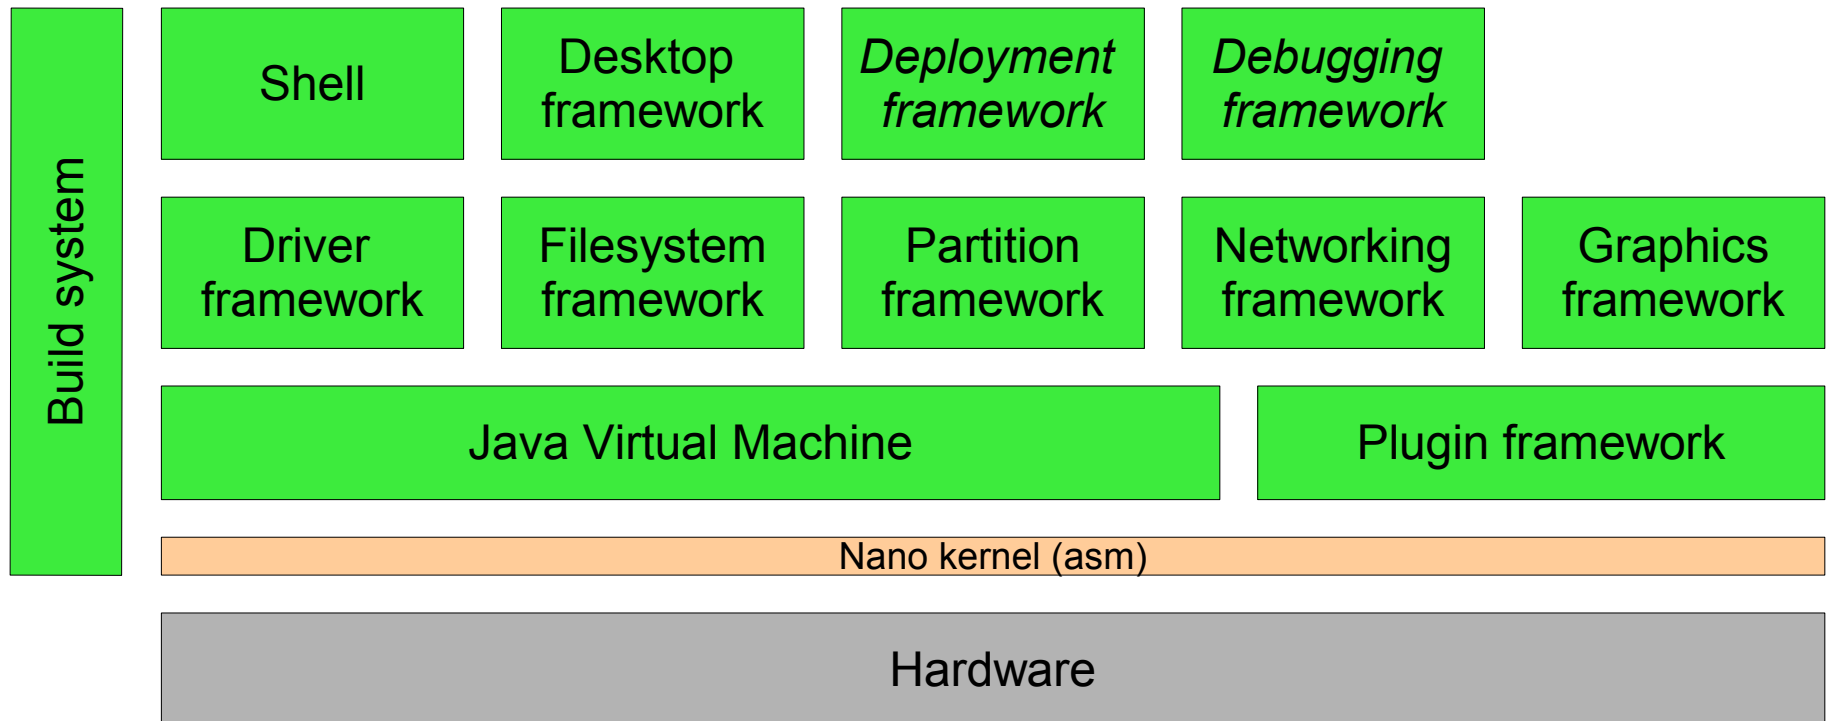 Build system
Shell
Desktop
framework
Deployment
framework
Debugging
framework
Driver
framework
Filesystem
framework
Partition
framework
Networking
framework
Graphics
framework
Java Virtual Machine
Plugin framework
Nano kernel (asm)
Hardware